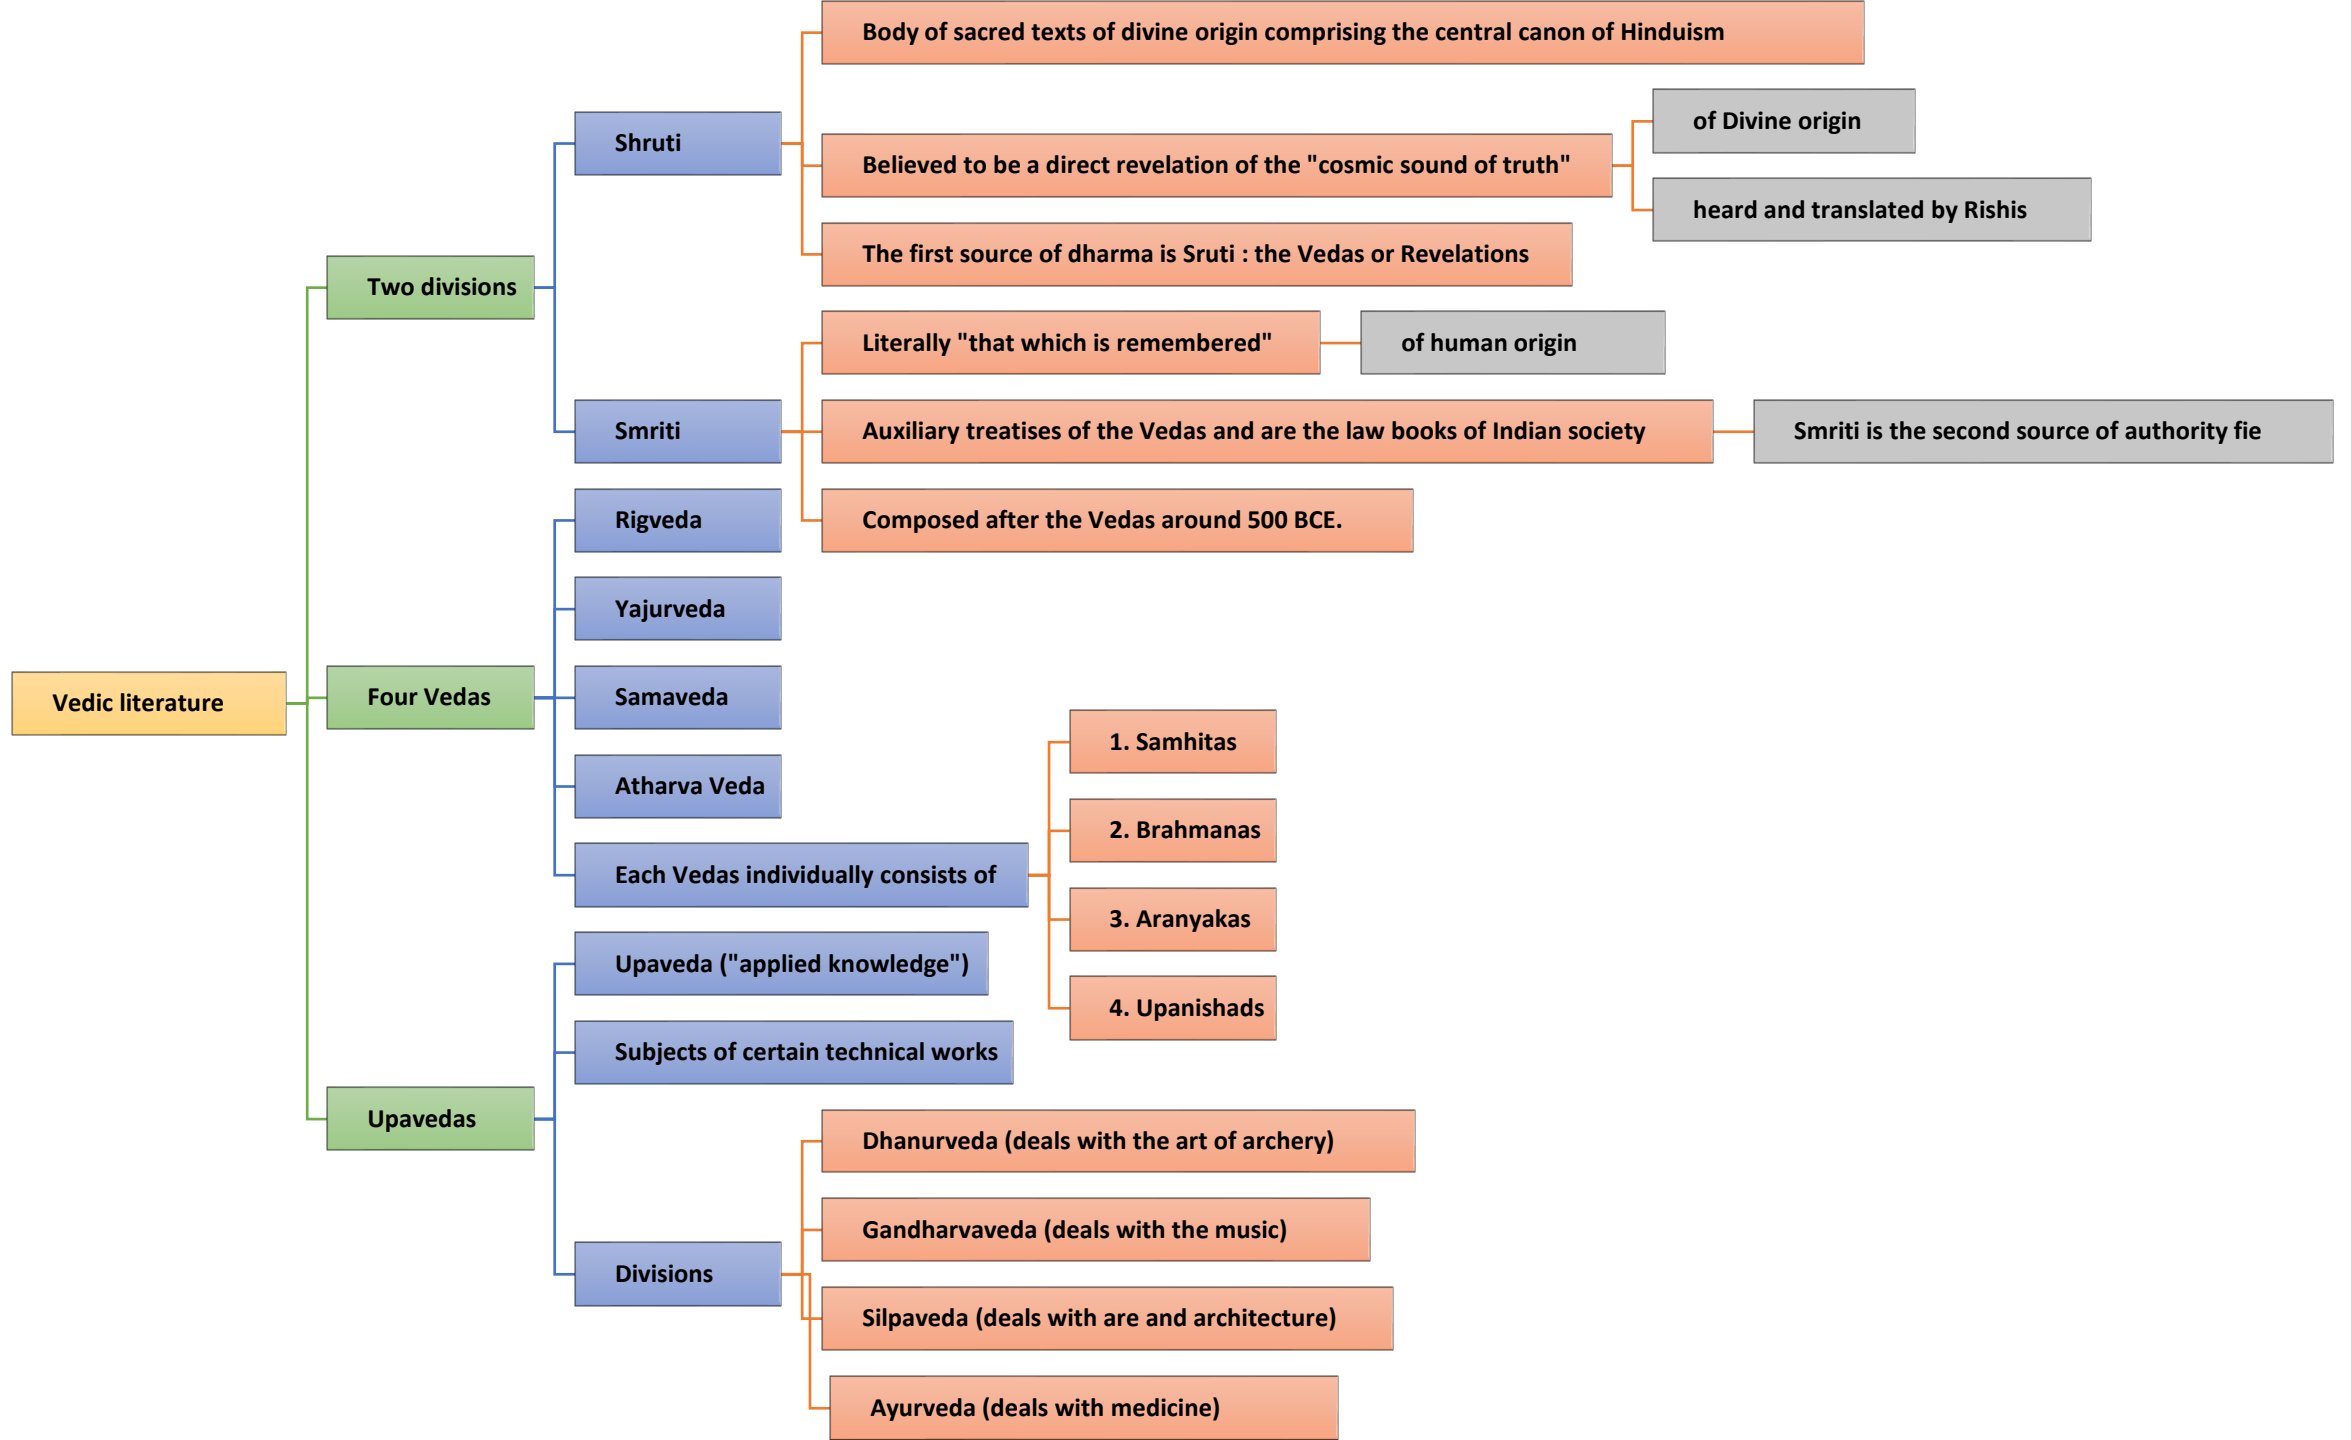 Vedic literature
Two divisions
Shruti
Body of sacred texts of divine origin comprising the central canon of Hinduism
Believed to be a direct revelation of the "cosmic sound of truth"
of Divine origin
heard and translated by Rishis
The first source of dharma is Sruti : the Vedas or Revelations
Smriti
Literally "that which is remembered"
of human origin
Auxiliary treatises of the Vedas and are the law books of Indian society
Smriti is the second source of authority fie
Composed after the Vedas around 500 BCE.
Four Vedas
Rigveda
Yajurveda
Samaveda
Atharva Veda
Each Vedas individually consists of
1. Samhitas
2. Brahmanas
3. Aranyakas
4. Upanishads
Upavedas
Upaveda ("applied knowledge")
Subjects of certain technical works
Divisions
Dhanurveda (deals with the art of archery)
Gandharvaveda (deals with the music)
Silpaveda (deals with are and architecture)
Ayurveda (deals with medicine)